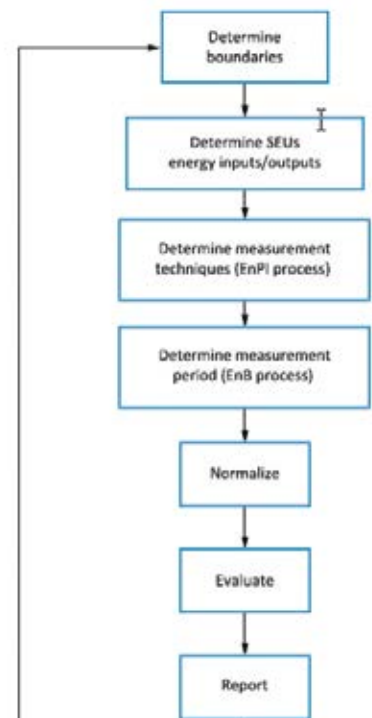 Determine
boundaries
Determine SEUs
energy inputs/outputs
Determine measurement
techniques (EnPI process)
Determine measurement
period (EnB process)
Normalize
Evaluate
Report